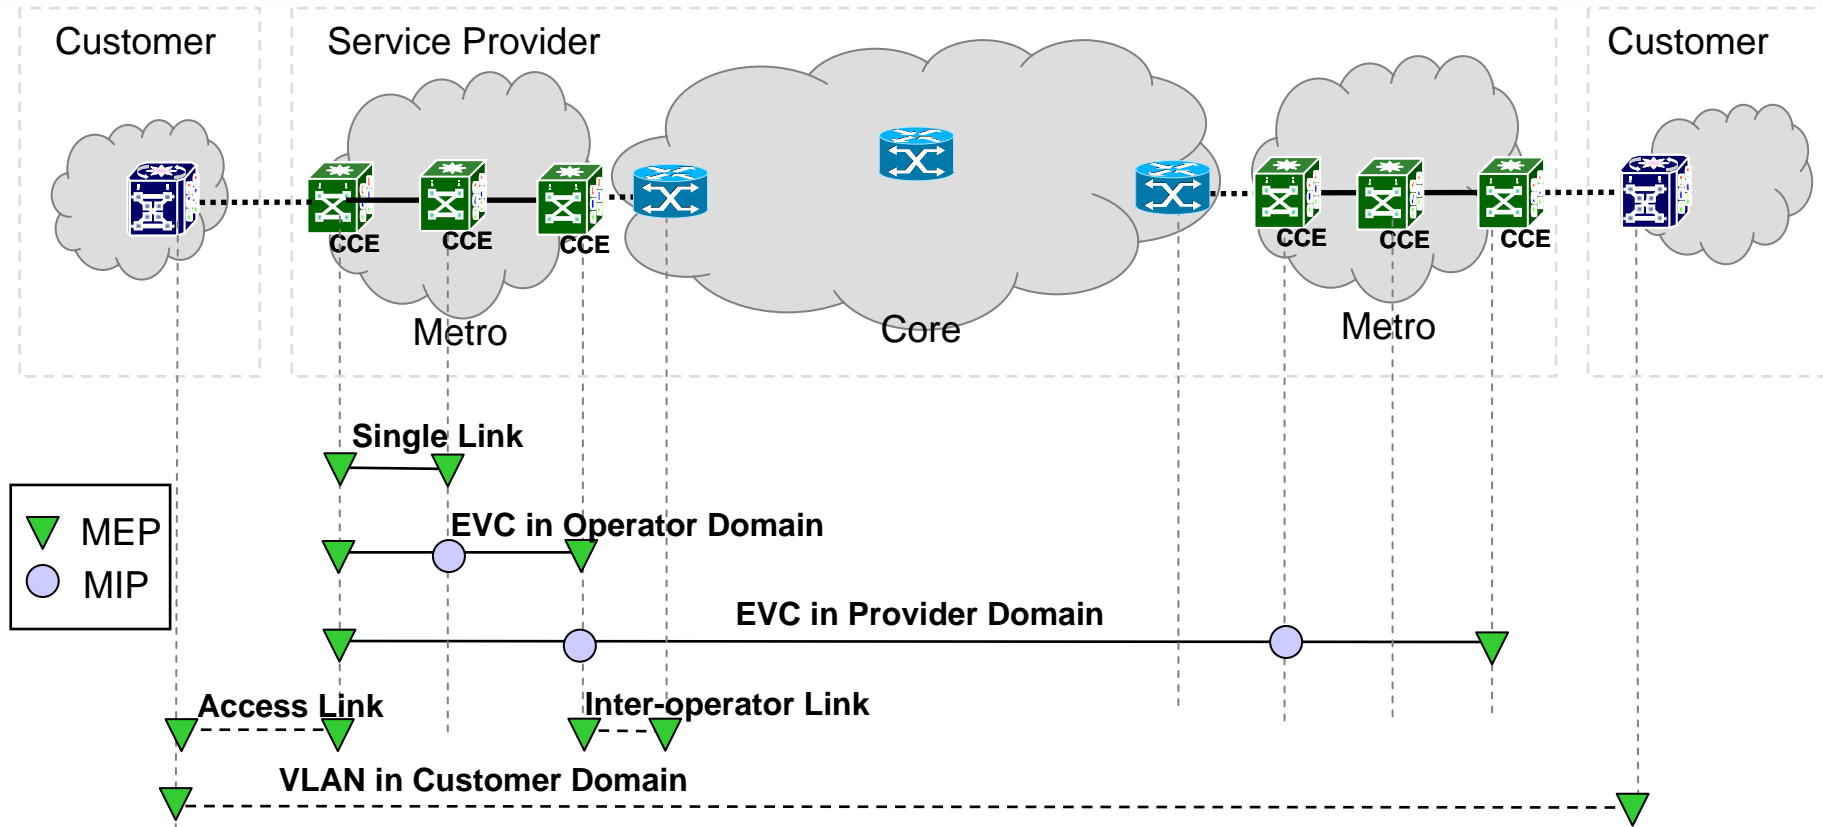 Customer
Service Provider
Customer
CCE
CCE
CCE
CCE
CCE
CCE
Metro
Core
Metro
Single Link
EVC in Operator Domain
MEP
MIP
EVC in Provider Domain
Access Link
Inter-operator Link
VLAN in Customer Domain